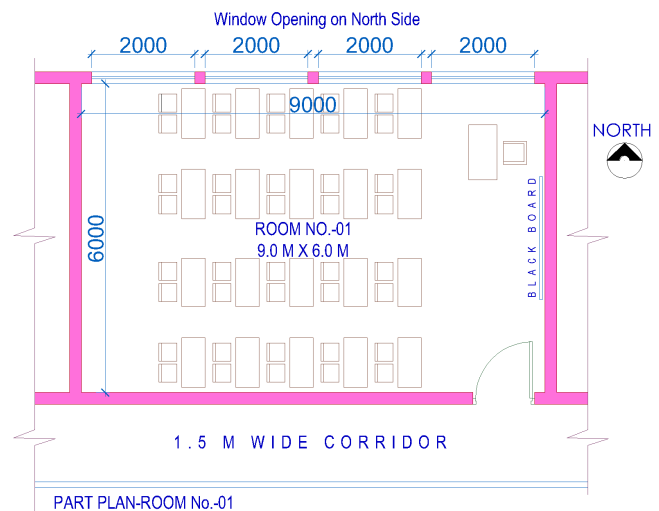 Window Opening on North Side
2000 2000 2000 2000
9000
NORTH
BLACK BOARD
6000
ROOM NO.-01
9.0 M X 6.0 M
1.5 M WIDE CORRIDOR
PART PLAN-ROOM No.-01